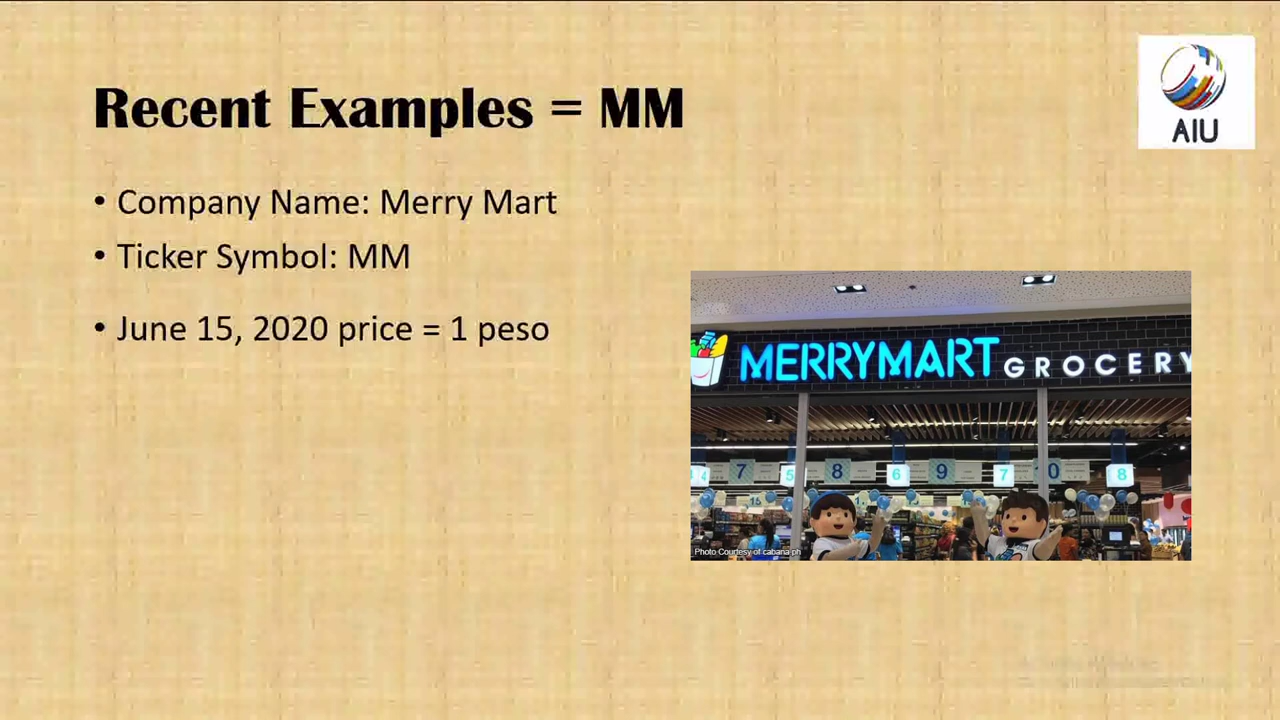 Recent Examples = MM
AIU
• Company Name: Merry Mart
• Ticker Symbol: MM
• June 15, 2020 price = 1 peso
MERRYMART GROCERY
7
5
8
6
9
7
8
Photo Courtesy of cabana ph